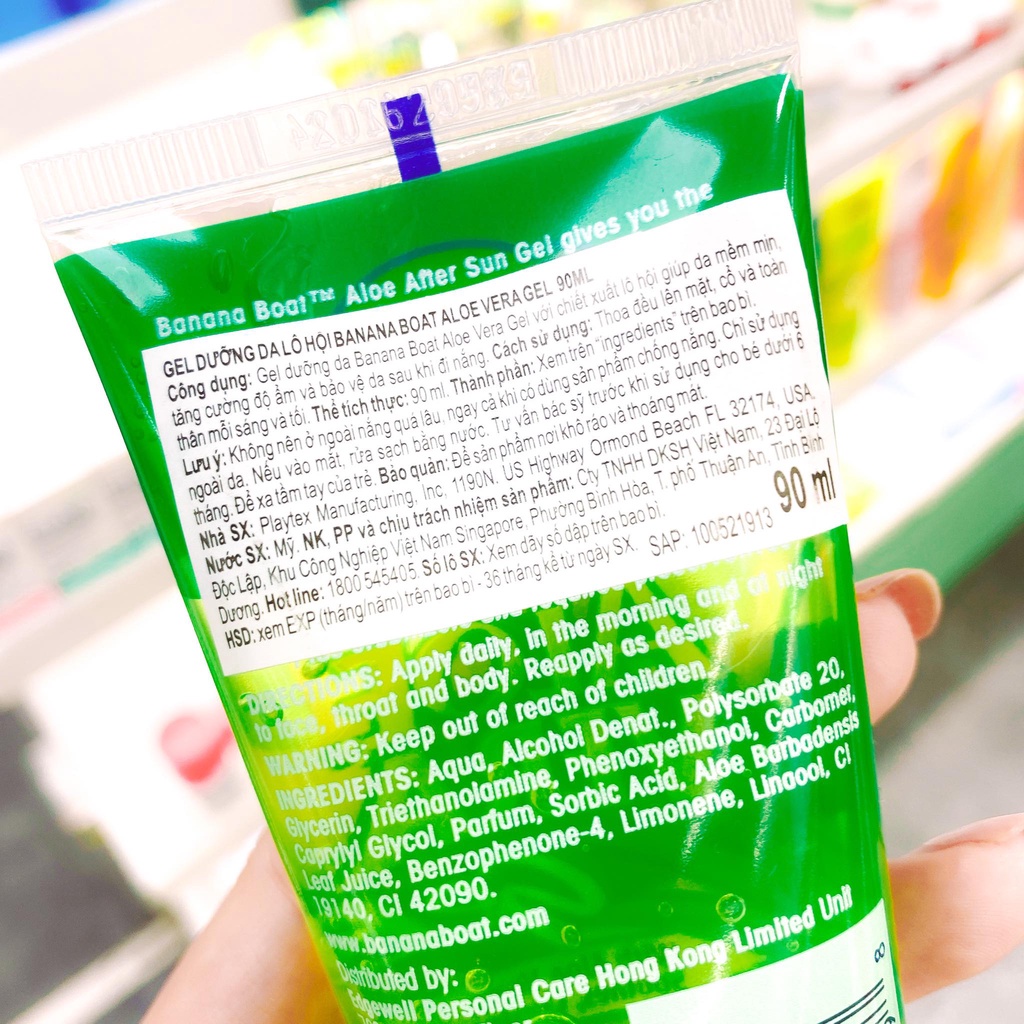 Banana Boat™ Aloe After Sun Gel gives you the
GEL DƯỠNG DA LÔ HỘI BANANA BOAT ALOE VERA GEL 90ML
Công dụng: Gel dưỡng da Banana Boat Aloe Vera Gel với chiết xuất lô hội giúp da mềm mịn,
tăng cường độ ẩm và bảo vệ da sau khi đi nắng. Cách sử dụng: Thoa đều lên mặt, cổ và toàn
thân mỗi sáng và tối. Thể tích thực: 90 ml. Thành phần: Xem trên "ingredients" trên bao bì.
Lưu ý: Không nên ở ngoài nắng quá lâu, ngay cả khi có dùng sản phẩm chống nắng. Chỉ sử dụng
ngoài da. Nếu vào mắt, rửa sạch bằng nước. Tư vấn bác sỹ trước khi sử dụng cho bé dưới 6
tháng. Để xa tầm tay của trẻ. Bảo quản: Để sản phẩm nơi khô ráo và thoáng mát.
Nhà SX: Playtex Manufacturing, Inc, 1190N. US Highway Ormond Beach FL 32174, USA
Nước SX: Mỹ. NK, PP và chịu trách nhiệm sản phẩm: Cty TNHH DKSH Việt Nam, 23 Đại Lộ
Độc Lập, Khu Công Nghiệp Việt Nam Singapore, Phường Bình Hòa, T. phố Thuận An, Tỉnh Bình
Dương. Hot line: 1800 545405. Số lô SX: Xem dãy số dập trên bao bì.
HSD: xem EXP (tháng/năm) trên bao bì - 36 tháng kể từ ngày SX. SAP: 100521913 90 ml
DIRECTIONS: Apply daily, in the morning and at night
to face, throat and body. Reapply as desired.
WARNING: Keep out of reach of children.
INGREDIENTS: Aqua, Alcohol Denat., Polysorbate 20,
Glycerin, Triethanolamine, Phenoxyethanol, Carbomer,
Caprylyl Glycol, Parfum, Sorbic Acid, Aloe Barbadensis
Leaf Juice, Benzophenone-4, Limonene, Linalool, CI
19140, CI 42090.
www.bananaboat.com
Distributed by:
Edgewell Personal Care Hong Kong Limited Unit